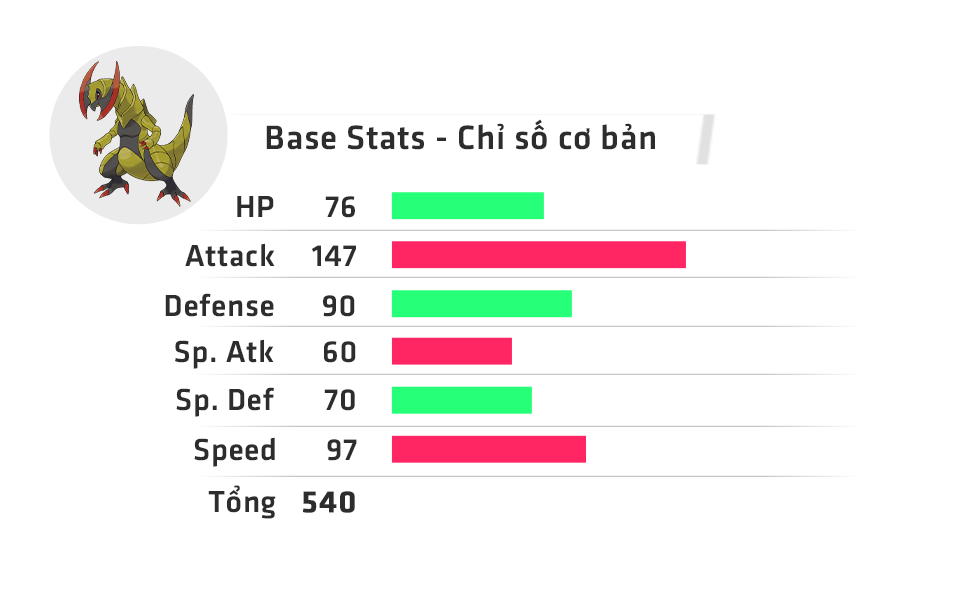 Base Stats - Chỉ số cơ bản
HP 76
Attack 147
Defense 90
Sp. Atk 60
Sp. Def 70
Speed 97
Tổng 540